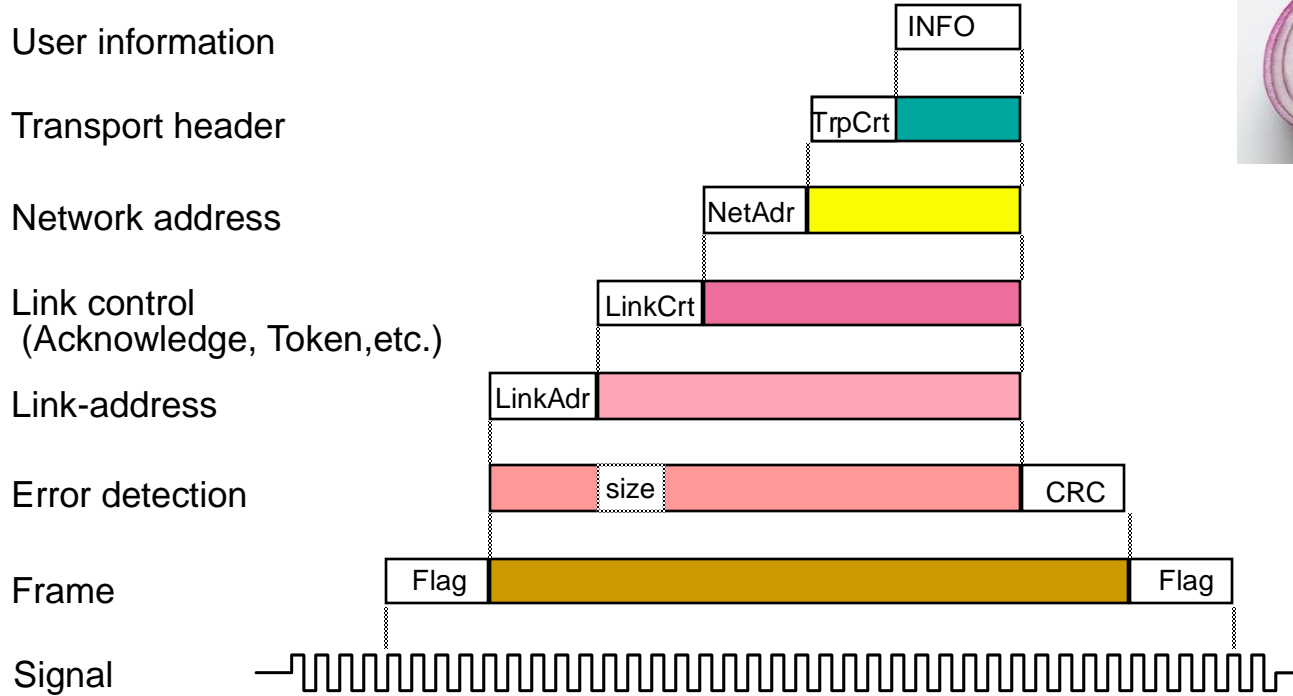 User information
INFO
Transport header
TrpCrt
Network address
NetAdr
Link control
(Acknowledge, Token,etc.)
LinkCrt
Link-address
LinkAdr
Error detection
size
CRC
Frame
Flag
Flag
Signal